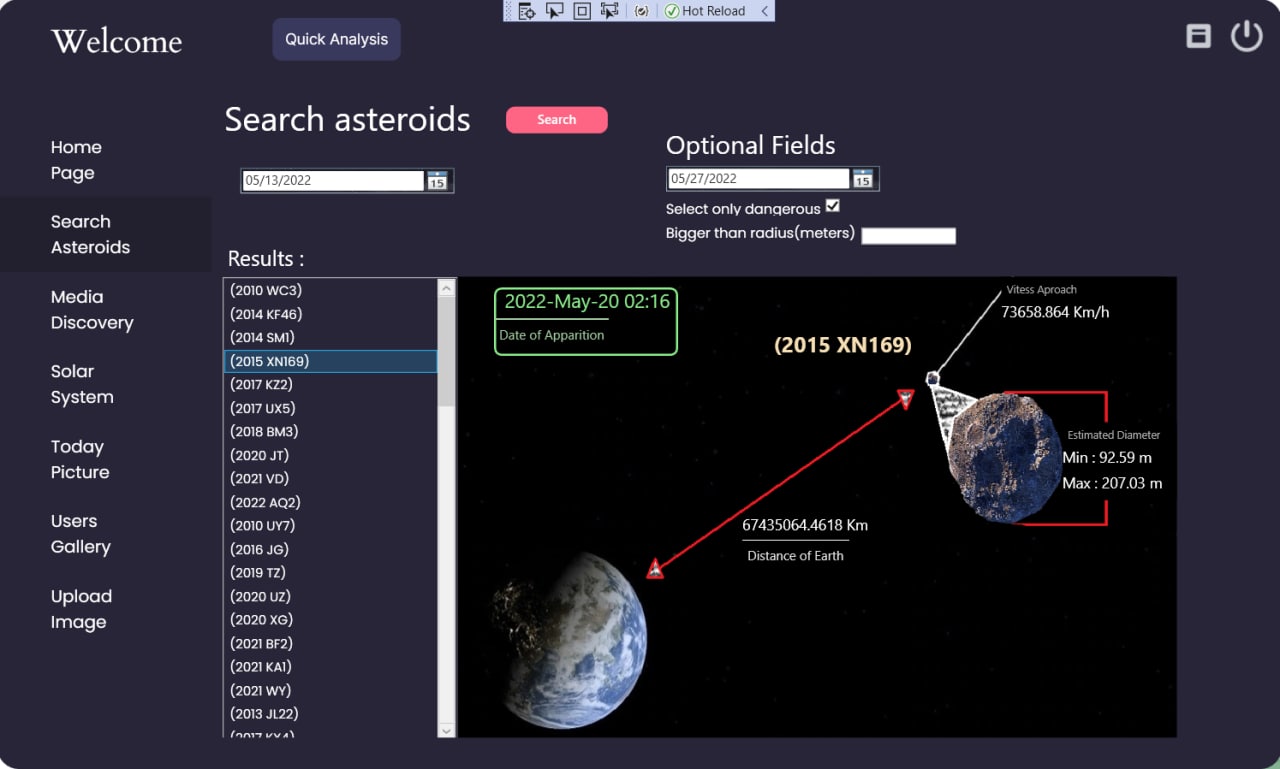 Hot Reload
Welcome
Quick Analysis
Search asteroids
Search
Home
Page
Search
Asteroids
Media
Discovery
Solar
System
Today
Picture
Users
Gallery
Upload
Image
05/13/2022
15
Optional Fields
05/27/2022
15
Select only dangerous
Bigger than radius(meters)
Results :
(2010 WC3)
(2014 KF46)
(2014 SM1)
(2015 XN169)
(2017 KZ2)
(2017 UX5)
(2018 BM3)
(2020 JT)
(2021 VD)
(2022 AQ2)
(2010 UY7)
(2016 JG)
(2019 TZ)
(2020 UZ)
(2020 XG)
(2021 BF2)
(2021 KA1)
(2021 WY)
(2013 JL22)
(2017 KX4)
2022-May-20 02:16
Date of Apparition
(2015 XN169)
Vitess Aproach
73658.864 Km/h
Estimated Diameter
Min : 92.59 m
Max : 207.03 m
67435064.4618 Km
Distance of Earth